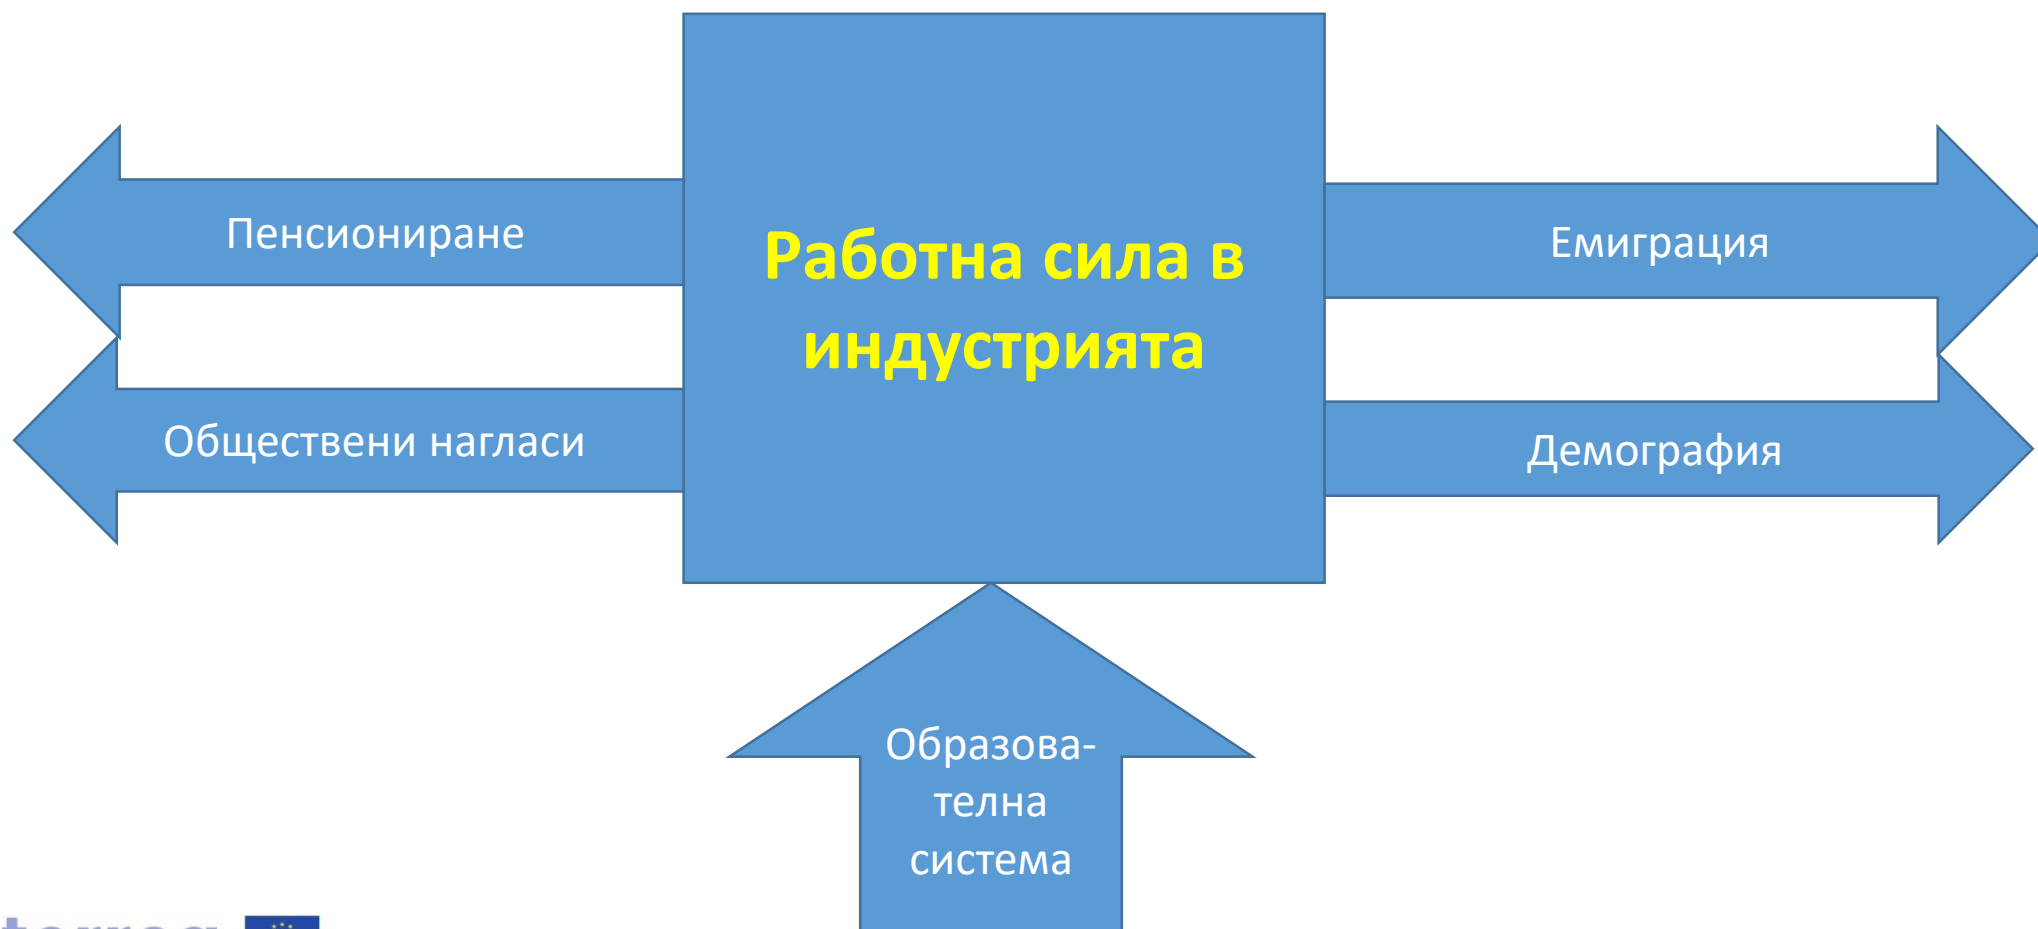 Пенсиониране
Обществени нагласи
Работна сила в
индустрията
Емиграция
Демография
Образова-
телна
система